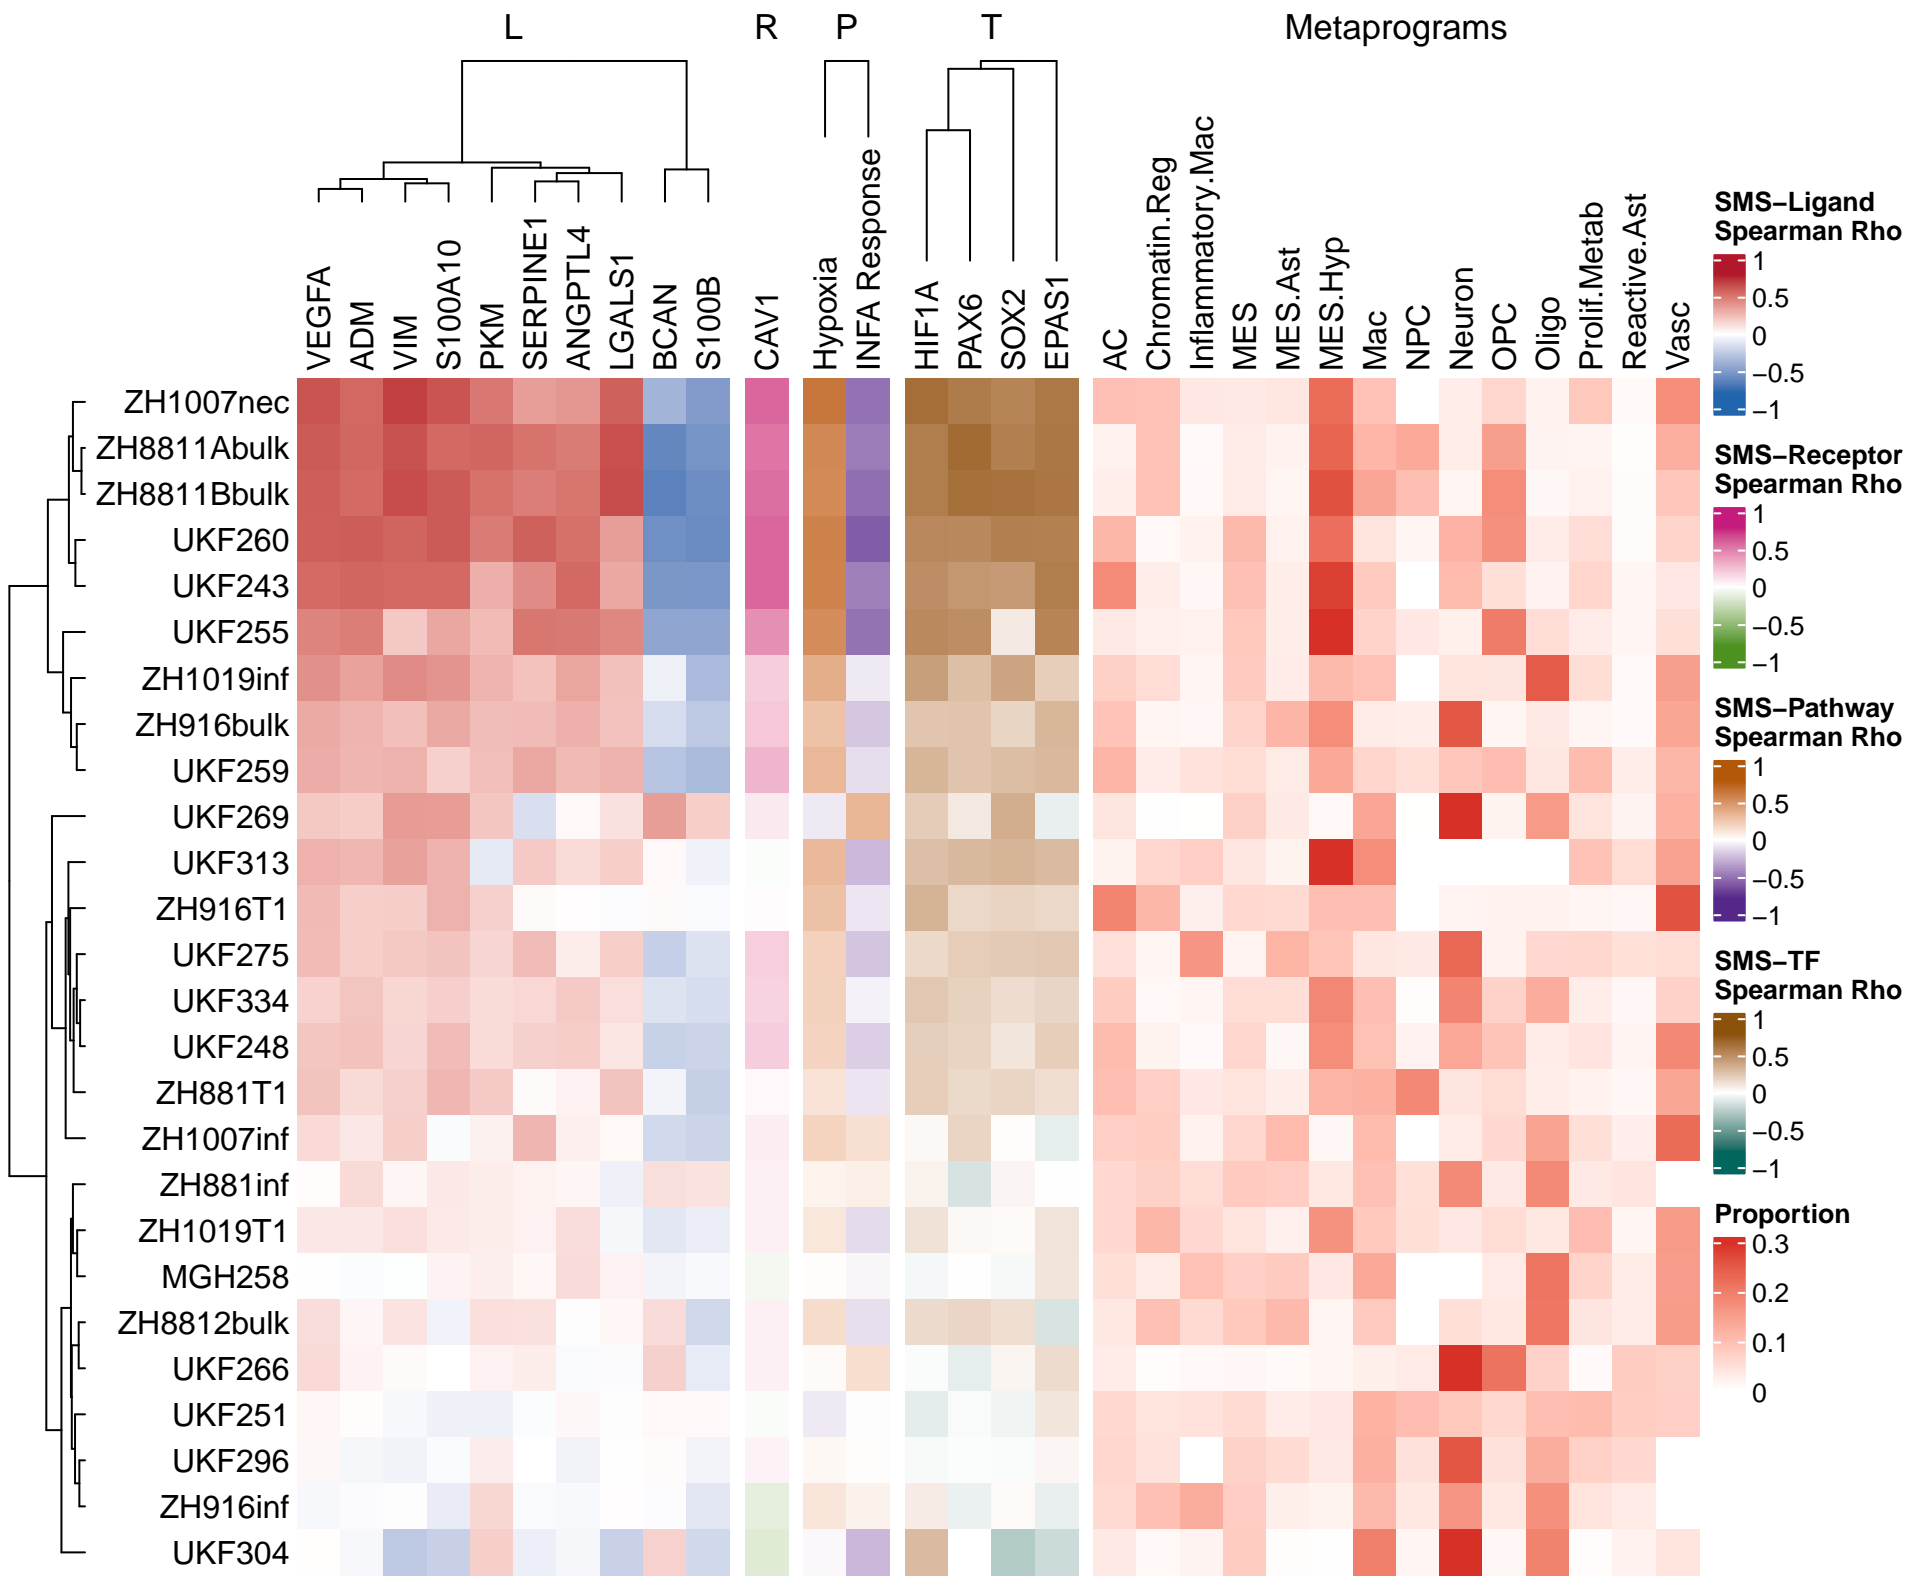 L R P T Metaprograms
VEGFA
ADM
VIM
S100A10
PKM
SERPINE1
ANGPTL4
LGALS1
BCAN
S100B
CAV1
Hypoxia
INFA Response
HIF1A
PAX6
SOX2
EPAS1
AC
Chromatin.Reg
Inflammatory.Mac
MES
MES.Ast
MES.Hyp
Mac
NPC
Neuron
OPC
Oligo
Prolif.Metab
Reactive.Ast
Vasc
ZH1007nec
ZH8811Abulk
ZH8811Bbulk
UKF260
UKF243
UKF255
ZH1019inf
ZH916bulk
UKF259
UKF269
UKF313
ZH916T1
UKF275
UKF334
UKF248
ZH881T1
ZH1007inf
ZH881inf
ZH1019T1
MGH258
ZH8812bulk
UKF266
UKF251
UKF296
ZH916inf
UKF304
SMS−Ligand
Spearman Rho
1
0.5
0
−0.5
−1
SMS−Receptor
Spearman Rho
1
0.5
0
−0.5
−1
SMS−Pathway
Spearman Rho
1
0.5
0
−0.5
−1
SMS−TF
Spearman Rho
1
0.5
0
−0.5
−1
Proportion
0.3
0.2
0.1
0